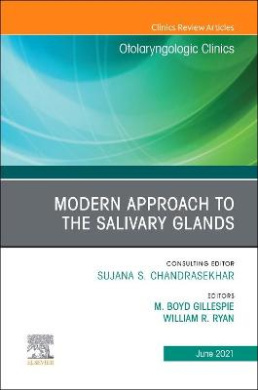 Clinics Review Articles
Otolaryngologic Clinics
MODERN APPROACH TO
THE SALIVARY GLANDS
CONSULTING EDITOR
SUJANA S. CHANDRASEKHAR
EDITORS
M. BOYD GILLESPIE
WILLIAM R. RYAN
ELSEVIER
June 2021